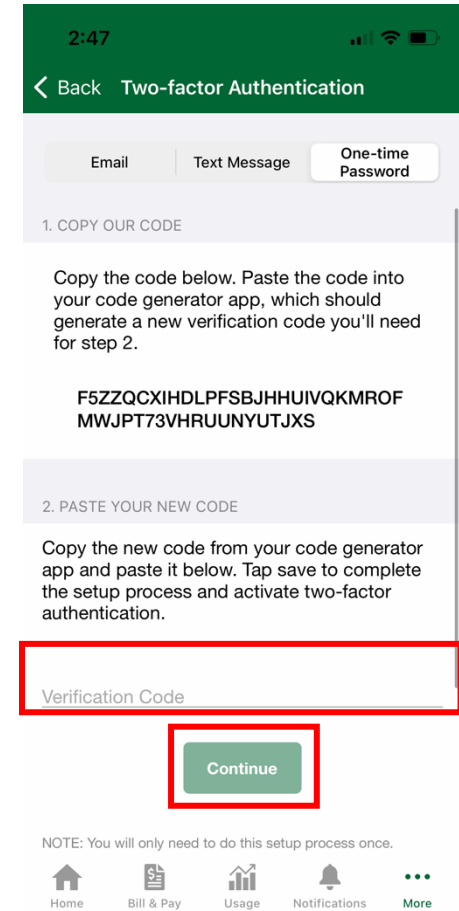 2:47
Back Two-factor Authentication
Email Text Message One-time Password
1. COPY OUR CODE
Copy the code below. Paste the code into
your code generator app, which should
generate a new verification code you'll need
for step 2.
F5ZZQCXIHDLPFSBJHHUIVQKMROF
MWJPT73VHRUUNYUTJXS
2. PASTE YOUR NEW CODE
Copy the new code from your code generator
app and paste it below. Tap save to complete
the setup process and activate two-factor
authentication.
Verification Code
Continue
NOTE: You will only need to do this setup process once.
Home Bill & Pay Usage Notifications More